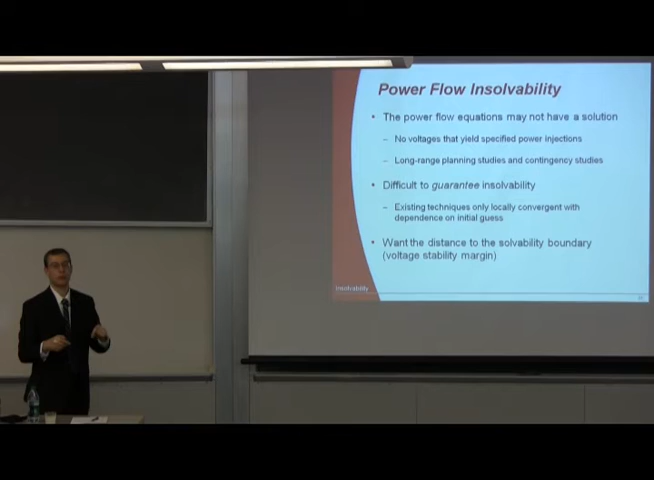 Power Flow Insolvability
• The power flow equations may not have a solution
– No voltages that yield specified power injections
– Long-range planning studies and contingency studies
• Difficult to guarantee insolvability
– Existing techniques only locally convergent with
dependence on initial guess
• Want the distance to the solvability boundary
(voltage stability margin)
Insolvability